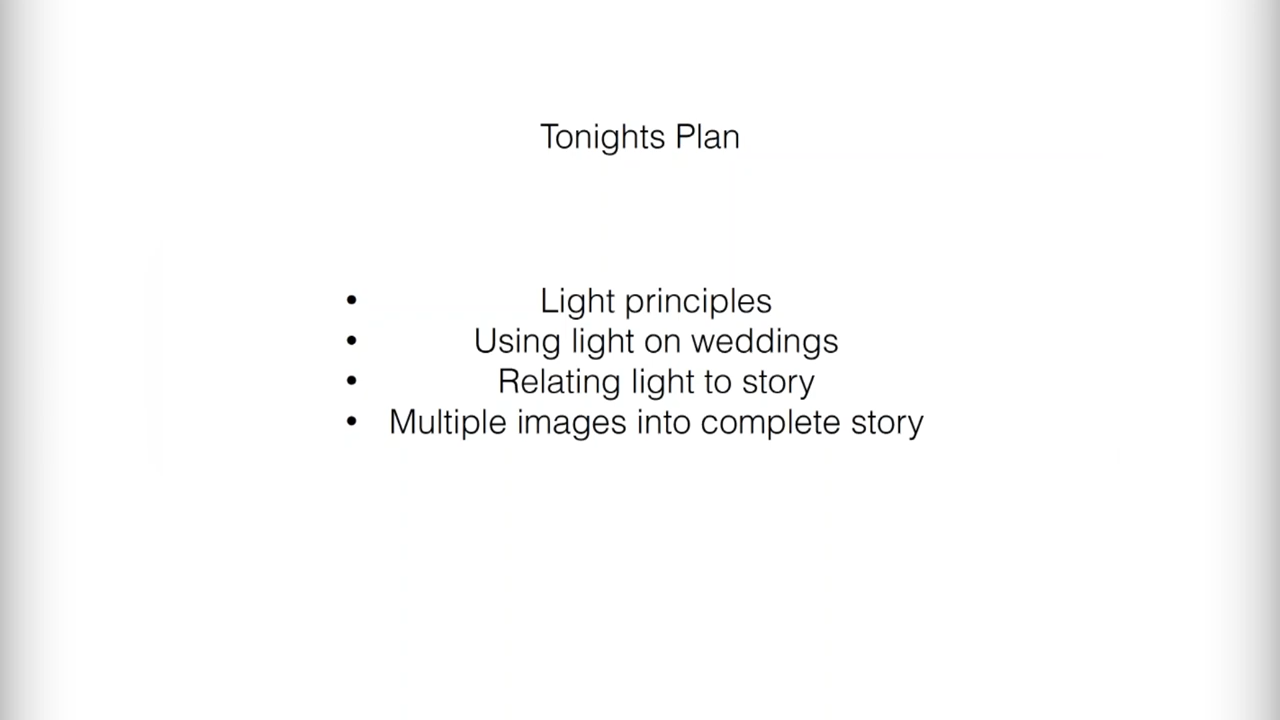 Tonights Plan
• Light principles
• Using light on weddings
• Relating light to story
• Multiple images into complete story